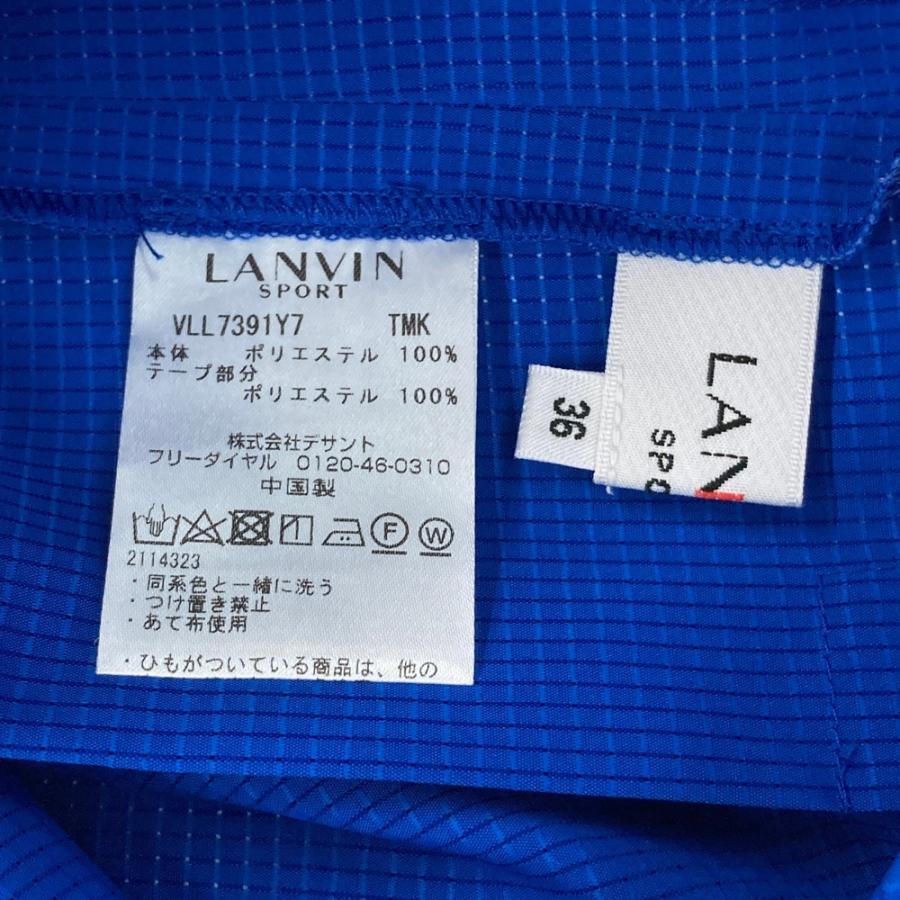 LANVIN
SPORT
VLL7391Y7 TMK
本体 ポリエステル 100%
テープ部分
ポリエステル 100%
株式会社デサント
フリーダイヤル 0120-46-0310
中国製
F W
2114323
・同系色と一緒に洗う
・つけ置き禁止
・あて布使用
・ひもがついている商品は、他の
36
LAN
SPO